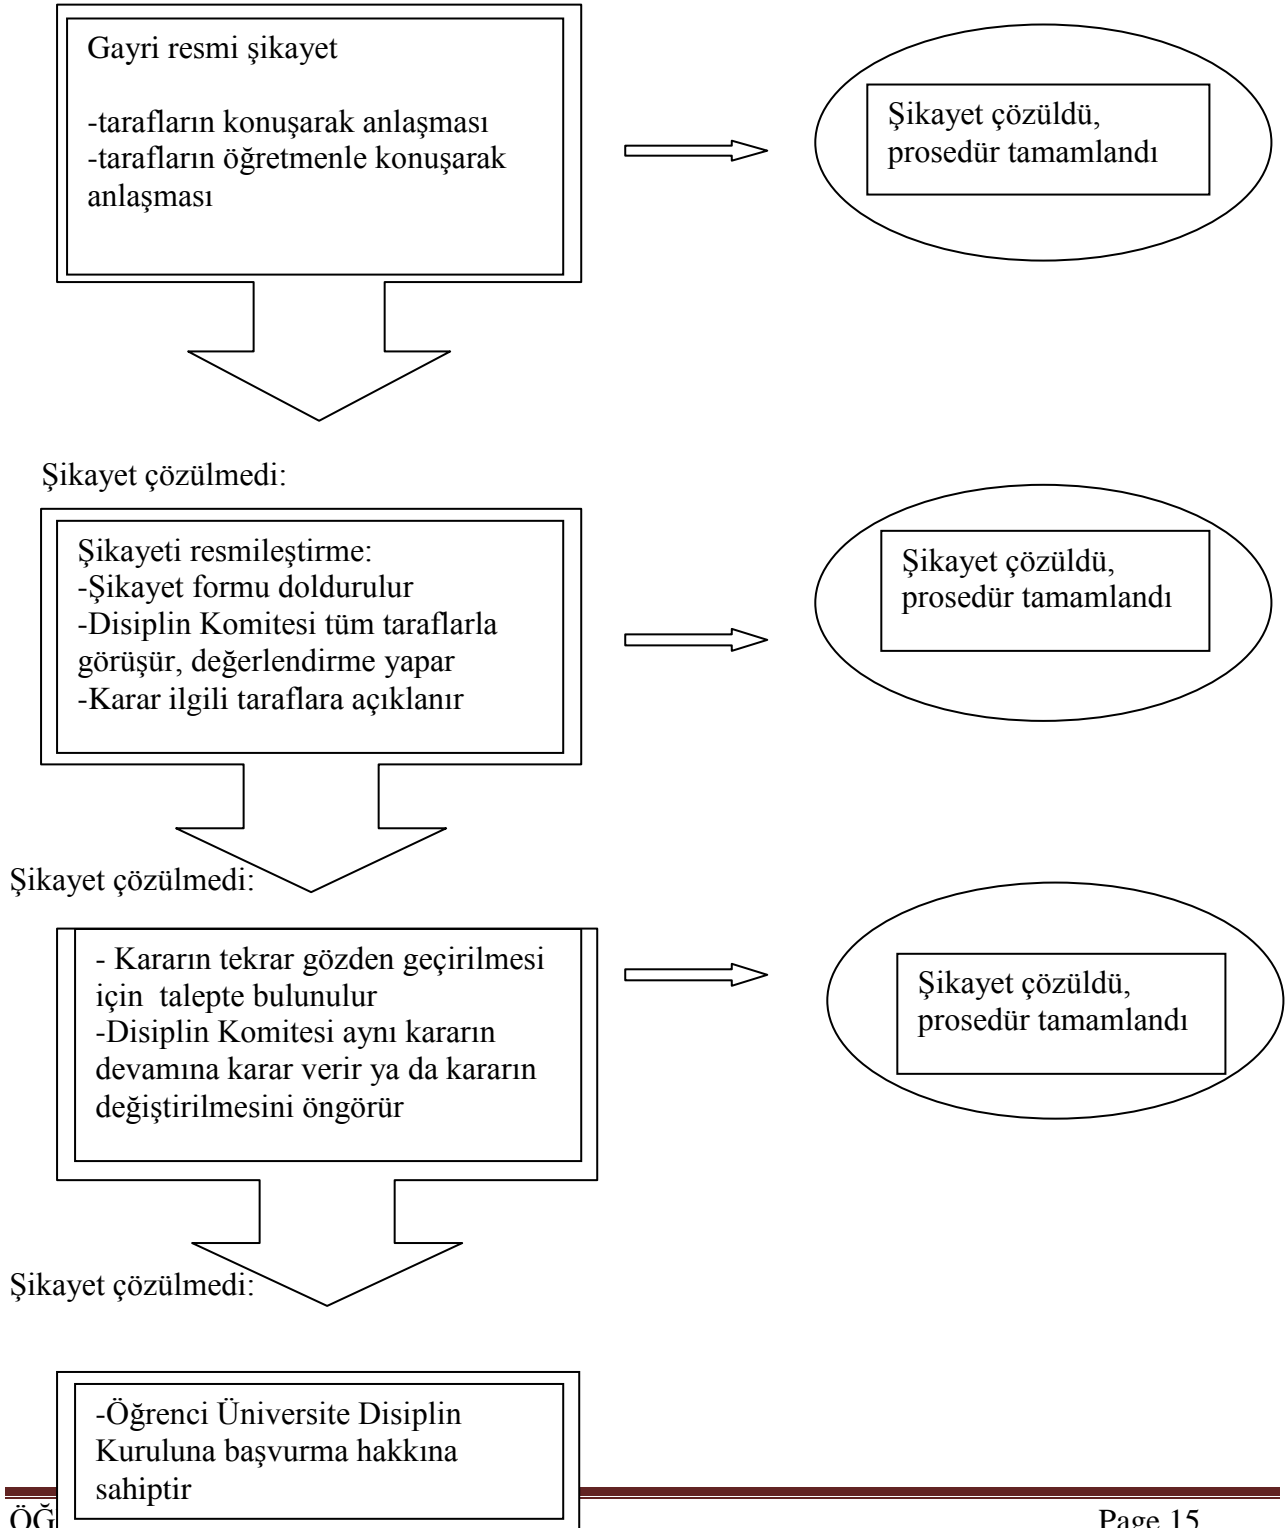 Gayri resmi şikayet
-tarafların konuşarak anlaşması
-tarafların öğretmenle konuşarak
anlaşması
Şikayet çözüldü,
prosedür tamamlandı
Şikayet çözülmedi:
Şikayeti resmileştirme:
-Şikayet formu doldurulur
-Disiplin Komitesi tüm taraflarla
görüşür, değerlendirme yapar
-Karar ilgili taraflara açıklanır
Şikayet çözüldü,
prosedür tamamlandı
Şikayet çözülmedi:
- Kararın tekrar gözden geçirilmesi
için  talepte bulunulur
-Disiplin Komitesi aynı kararın
devamına karar verir ya da kararın
değiştirilmesini öngörür
Şikayet çözüldü,
prosedür tamamlandı
Şikayet çözülmedi:
-Öğrenci Üniversite Disiplin
Kuruluna başvurma hakkına
sahiptir
Page 15